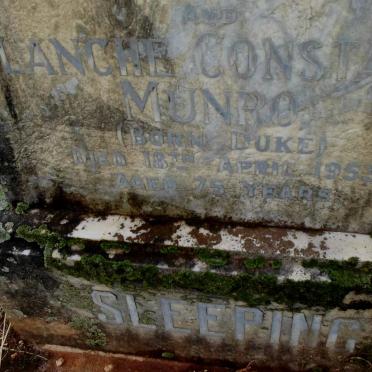 AND
LANCHE CONST
MUNRO
(BORN DUKE)
DIED 18TH APRIL 195
AGED 75 YEARS
SLEEPING